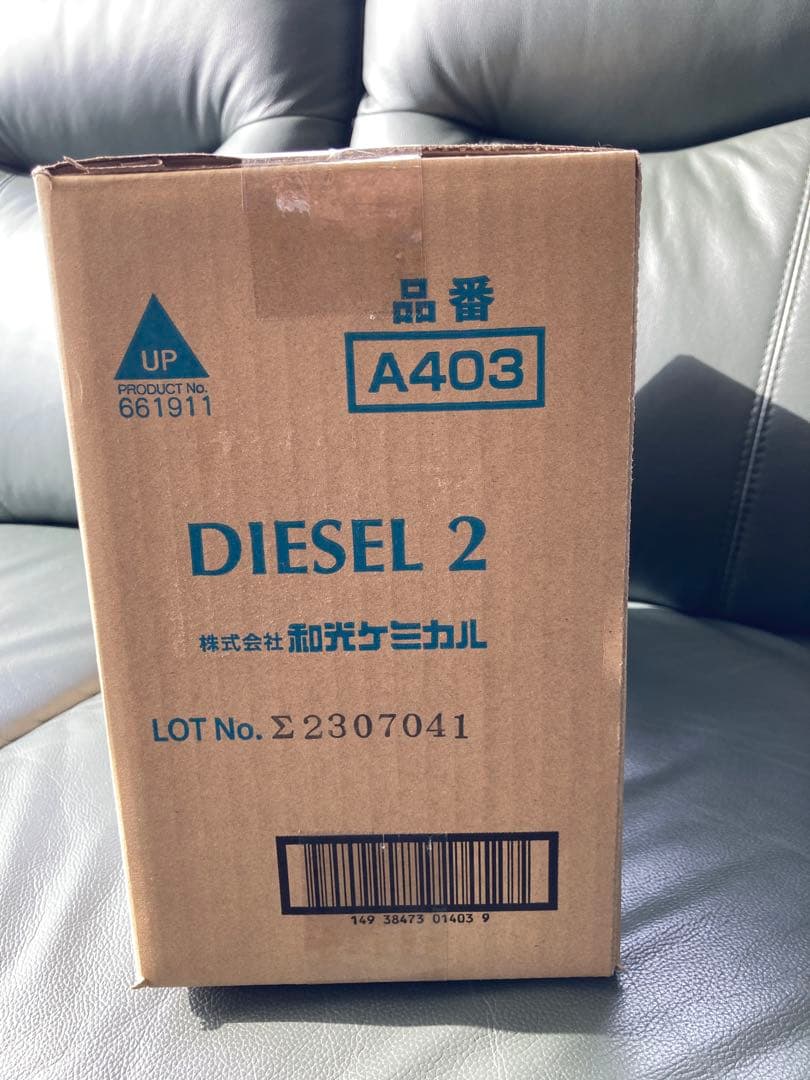 品番
UP
A403
PRODUCT No.
661911
DIESEL 2
株式会社 和光ケミカル
LOT No. Σ2307041
149 38473 01403 9